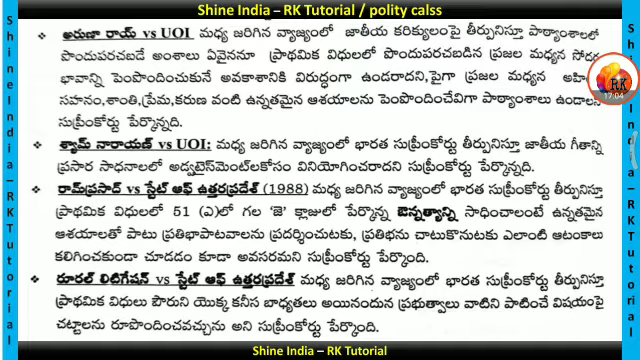 Shine India – RK Tutorial / polity calss
❖ అరుణా రాయ్ vs UOI మధ్య జరిగిన వ్యాజ్యంలో జాతీయ కరిక్యులంపై తీర్పునిస్తూ పాఠ్యాంశాలలో
పొందుపరచబడే అంశాలు ఏవైననూ ప్రాథమిక విధులలో పొందుపరచబడిన ప్రజల మధ్యన సోదర
భావాన్ని పెంపొందించుకునే అవకాశానికి విరుద్ధంగా ఉండరాదని, పైగా ప్రజల మధ్యన
సహనం,శాంతి,ప్రేమ,కరుణ వంటి ఉన్నతమైన ఆశయాలను పెంపొందించేవిగా పాఠ్యాంశాలు
సుప్రీంకోర్టు పేర్కొన్నది.
❖ శ్యామ్ నారాయణ్ vs UOI: మధ్య జరిగిన వ్యాజ్యంలో భారత సుప్రీంకోర్టు తీర్పునిస్తూ జాతీయ గీతాన్ని
ప్రసార సాధనాలలో అడ్వటైస్‌మెంట్‌లకోసం వినియోగించరాదని సుప్రీంకోర్టు పేర్కొన్నది.
❖ రామ్‌ప్రసాద్ vs స్టేట్ ఆఫ్ ఉత్తరప్రదేశ్ (1988) మధ్య జరిగిన వ్యాజ్యంలో భారత సుప్రీంకోర్టు తీర్పునిస్తూ
ప్రాథమిక విధులలో 51 (ఎ)లో గల "జె" క్లాజులో పేర్కొన్న ఔన్నత్యాన్ని సాధించాలంటే ఉన్నతమైన
ఆశయాలతో పాటు ప్రతిభాపాటవాలను ప్రదర్శించుటకు, ప్రతిభను చాటుకొనుటకు ఎలాంటి ఆటంకాలు
కలిగించకుండా చూడడం కూడా అవసరమని సుప్రీంకోర్టు పేర్కొంది.
❖ రూరల్ లిటిగేషన్ vs స్టేట్ ఆఫ్ ఉత్తరప్రదేశ్ మధ్య జరిగిన వ్యాజ్యంలో భారత సుప్రీంకోర్టు తీర్పునిస్తూ
ప్రాథమిక విధులు పౌరుని యొక్క కనీస బాధ్యతలు అయినందున ప్రభుత్వాలు వాటిని పాటించే విషయంపై
చట్టాలను రూపొందించవచ్చును అని సుప్రీంకోర్టు పేర్కొంది.
Shine India – RK Tutorial
Shine India – RK Tutorial
RK
17:04
Shine India – RK Tutorial